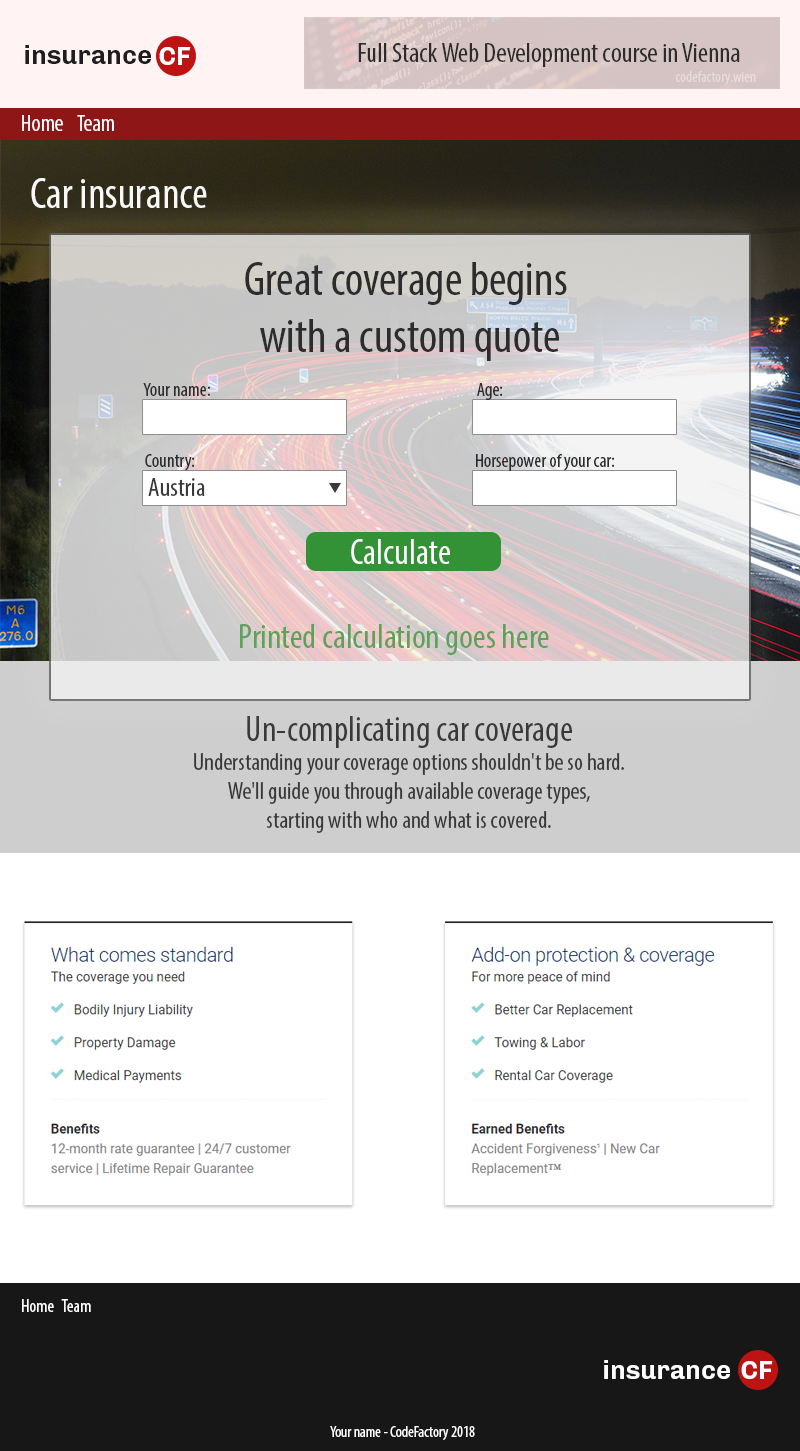 insurance CF
Full Stack Web Development course in Vienna
codefactory.wien
Home Team
Car insurance
Great coverage begins
with a custom quote
Your name:
Age:
Country:
Horsepower of your car:
Austria
Calculate
M6
A
276.0
Printed calculation goes here
Un-complicating car coverage
Understanding your coverage options shouldn't be so hard.
We'll guide you through available coverage types,
starting with who and what is covered.
What comes standard
The coverage you need
Bodily Injury Liability
Property Damage
Medical Payments
Benefits
12-month rate guarantee | 24/7 customer
service | Lifetime Repair Guarantee
Add-on protection & coverage
For more peace of mind
Better Car Replacement
Towing & Labor
Rental Car Coverage
Earned Benefits
Accident Forgiveness¹ | New Car
Replacement™
Home Team
insurance CF
Your name - CodeFactory 2018